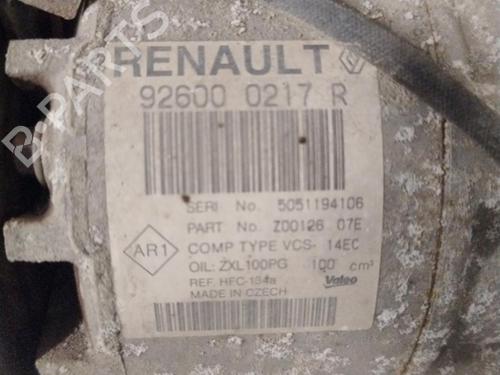 RENAULT
92600 0217 R
SERI No. 5051194106
PART No. Z00126 07E
AR1
COMP TYPE VCS- 14EC
OIL: ZXL100PG 100 cm³
REF. HFC-134a
MADE IN CZECH
Valeo